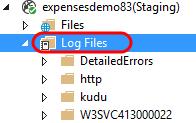 expensesdemo83(Staging)
Files
Log Files
DetailedErrors
http
kudu
W3SVC413000022